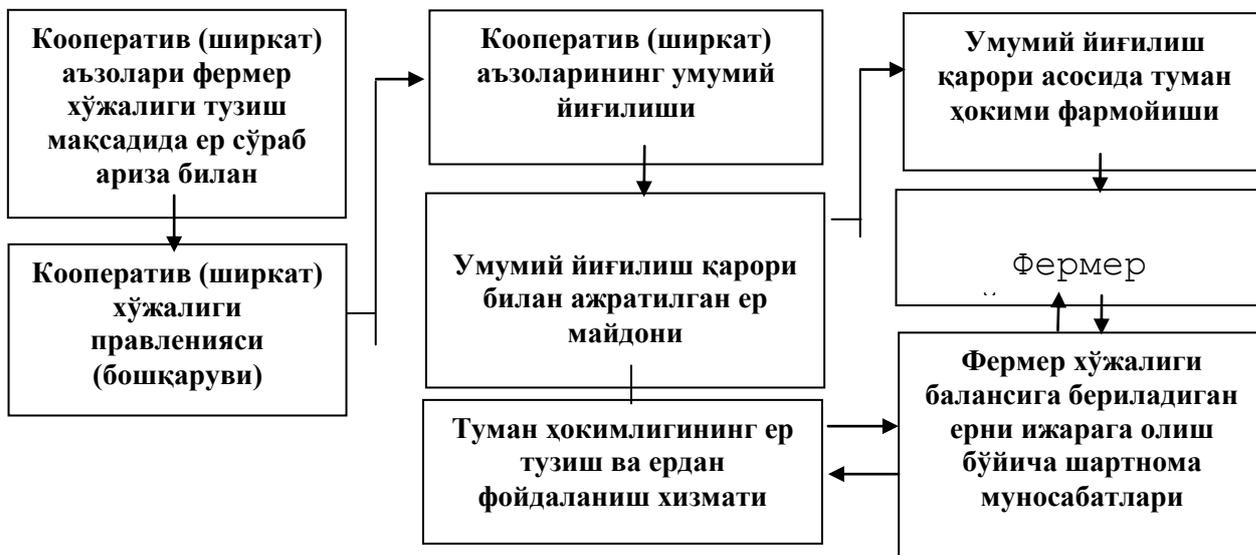 Кооператив (ширкат)
аъзолари фермер
хўжалиги тузиш
мақсадида ер сўраб
ариза билан
Кооператив (ширкат)
хўжалиги
правленияси
(бошқаруви)
Кооператив (ширкат)
аъзоларининг умумий
йиғилиши
Умумий йиғилиш қарори
билан ажратилган ер
майдони
Туман ҳокимлигининг ер
тузиш ва ердан
фойдаланиш хизмати
Умумий йиғилиш
қарори асосида туман
ҳокими фармойиши
Фермер
Фермер хўжалиги
балансига бериладиган
ерни ижарага олиш
бўйича шартнома
муносабатлари